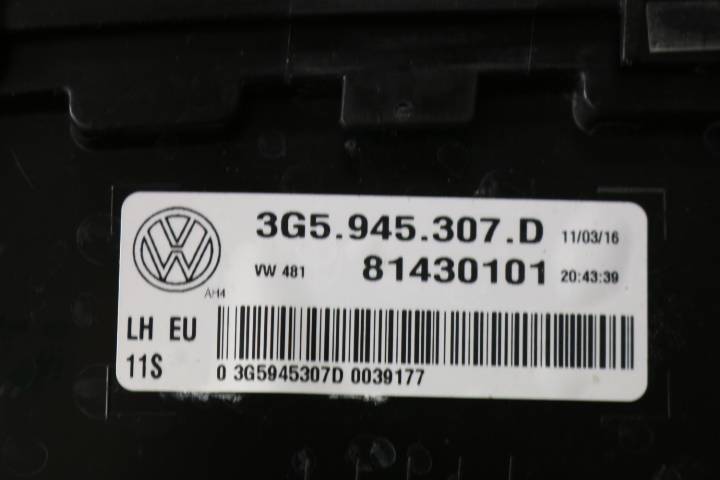 3G5.945.307.D 11/03/16
VW 481 81430101 20:43:39
AH4
LH EU
11S
0 3G5945307D 0039177